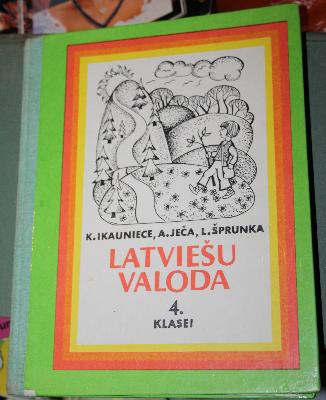 K. IKAUNIECE, A. JEČA, L. ŠPRUNKA
LATVIEŠU
VALODA
4.
KLASEI